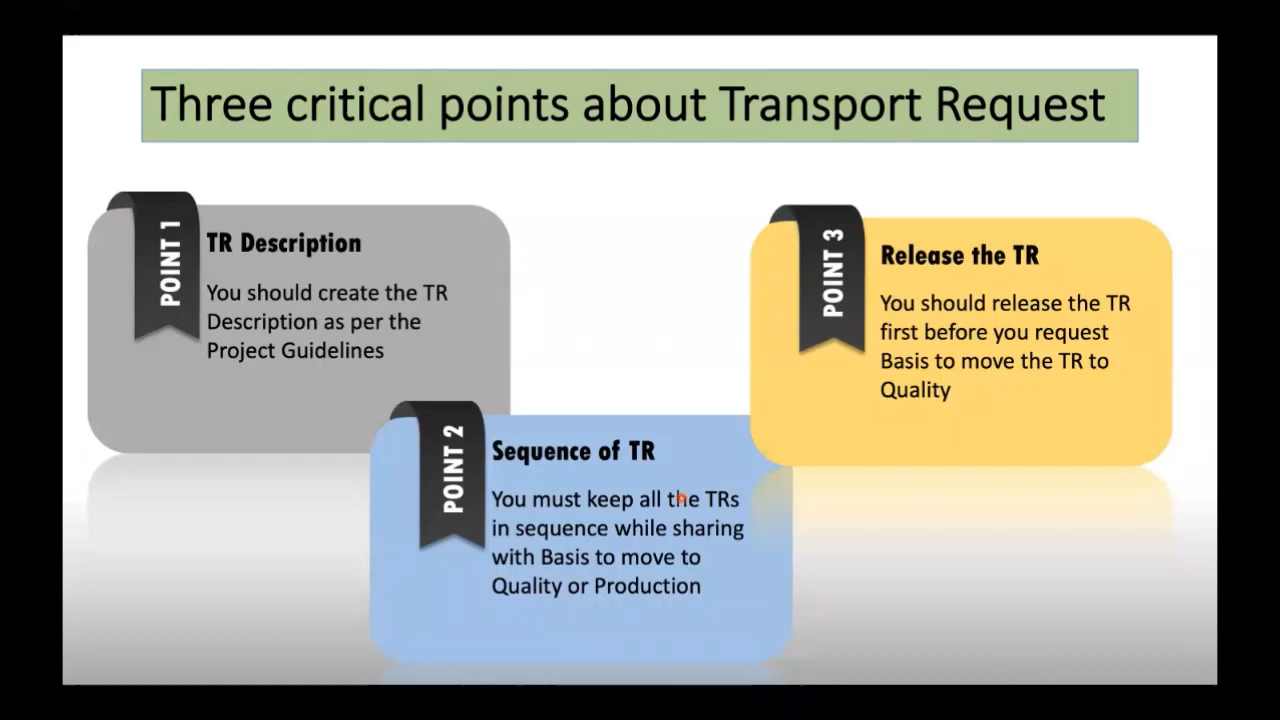 Three critical points about Transport Request
POINT 1
TR Description
You should create the TR
Description as per the
Project Guidelines
POINT 2
Sequence of TR
You must keep all the TRs
in sequence while sharing
with Basis to move to
Quality or Production
POINT 3
Release the TR
You should release the TR
first before you request
Basis to move the TR to
Quality